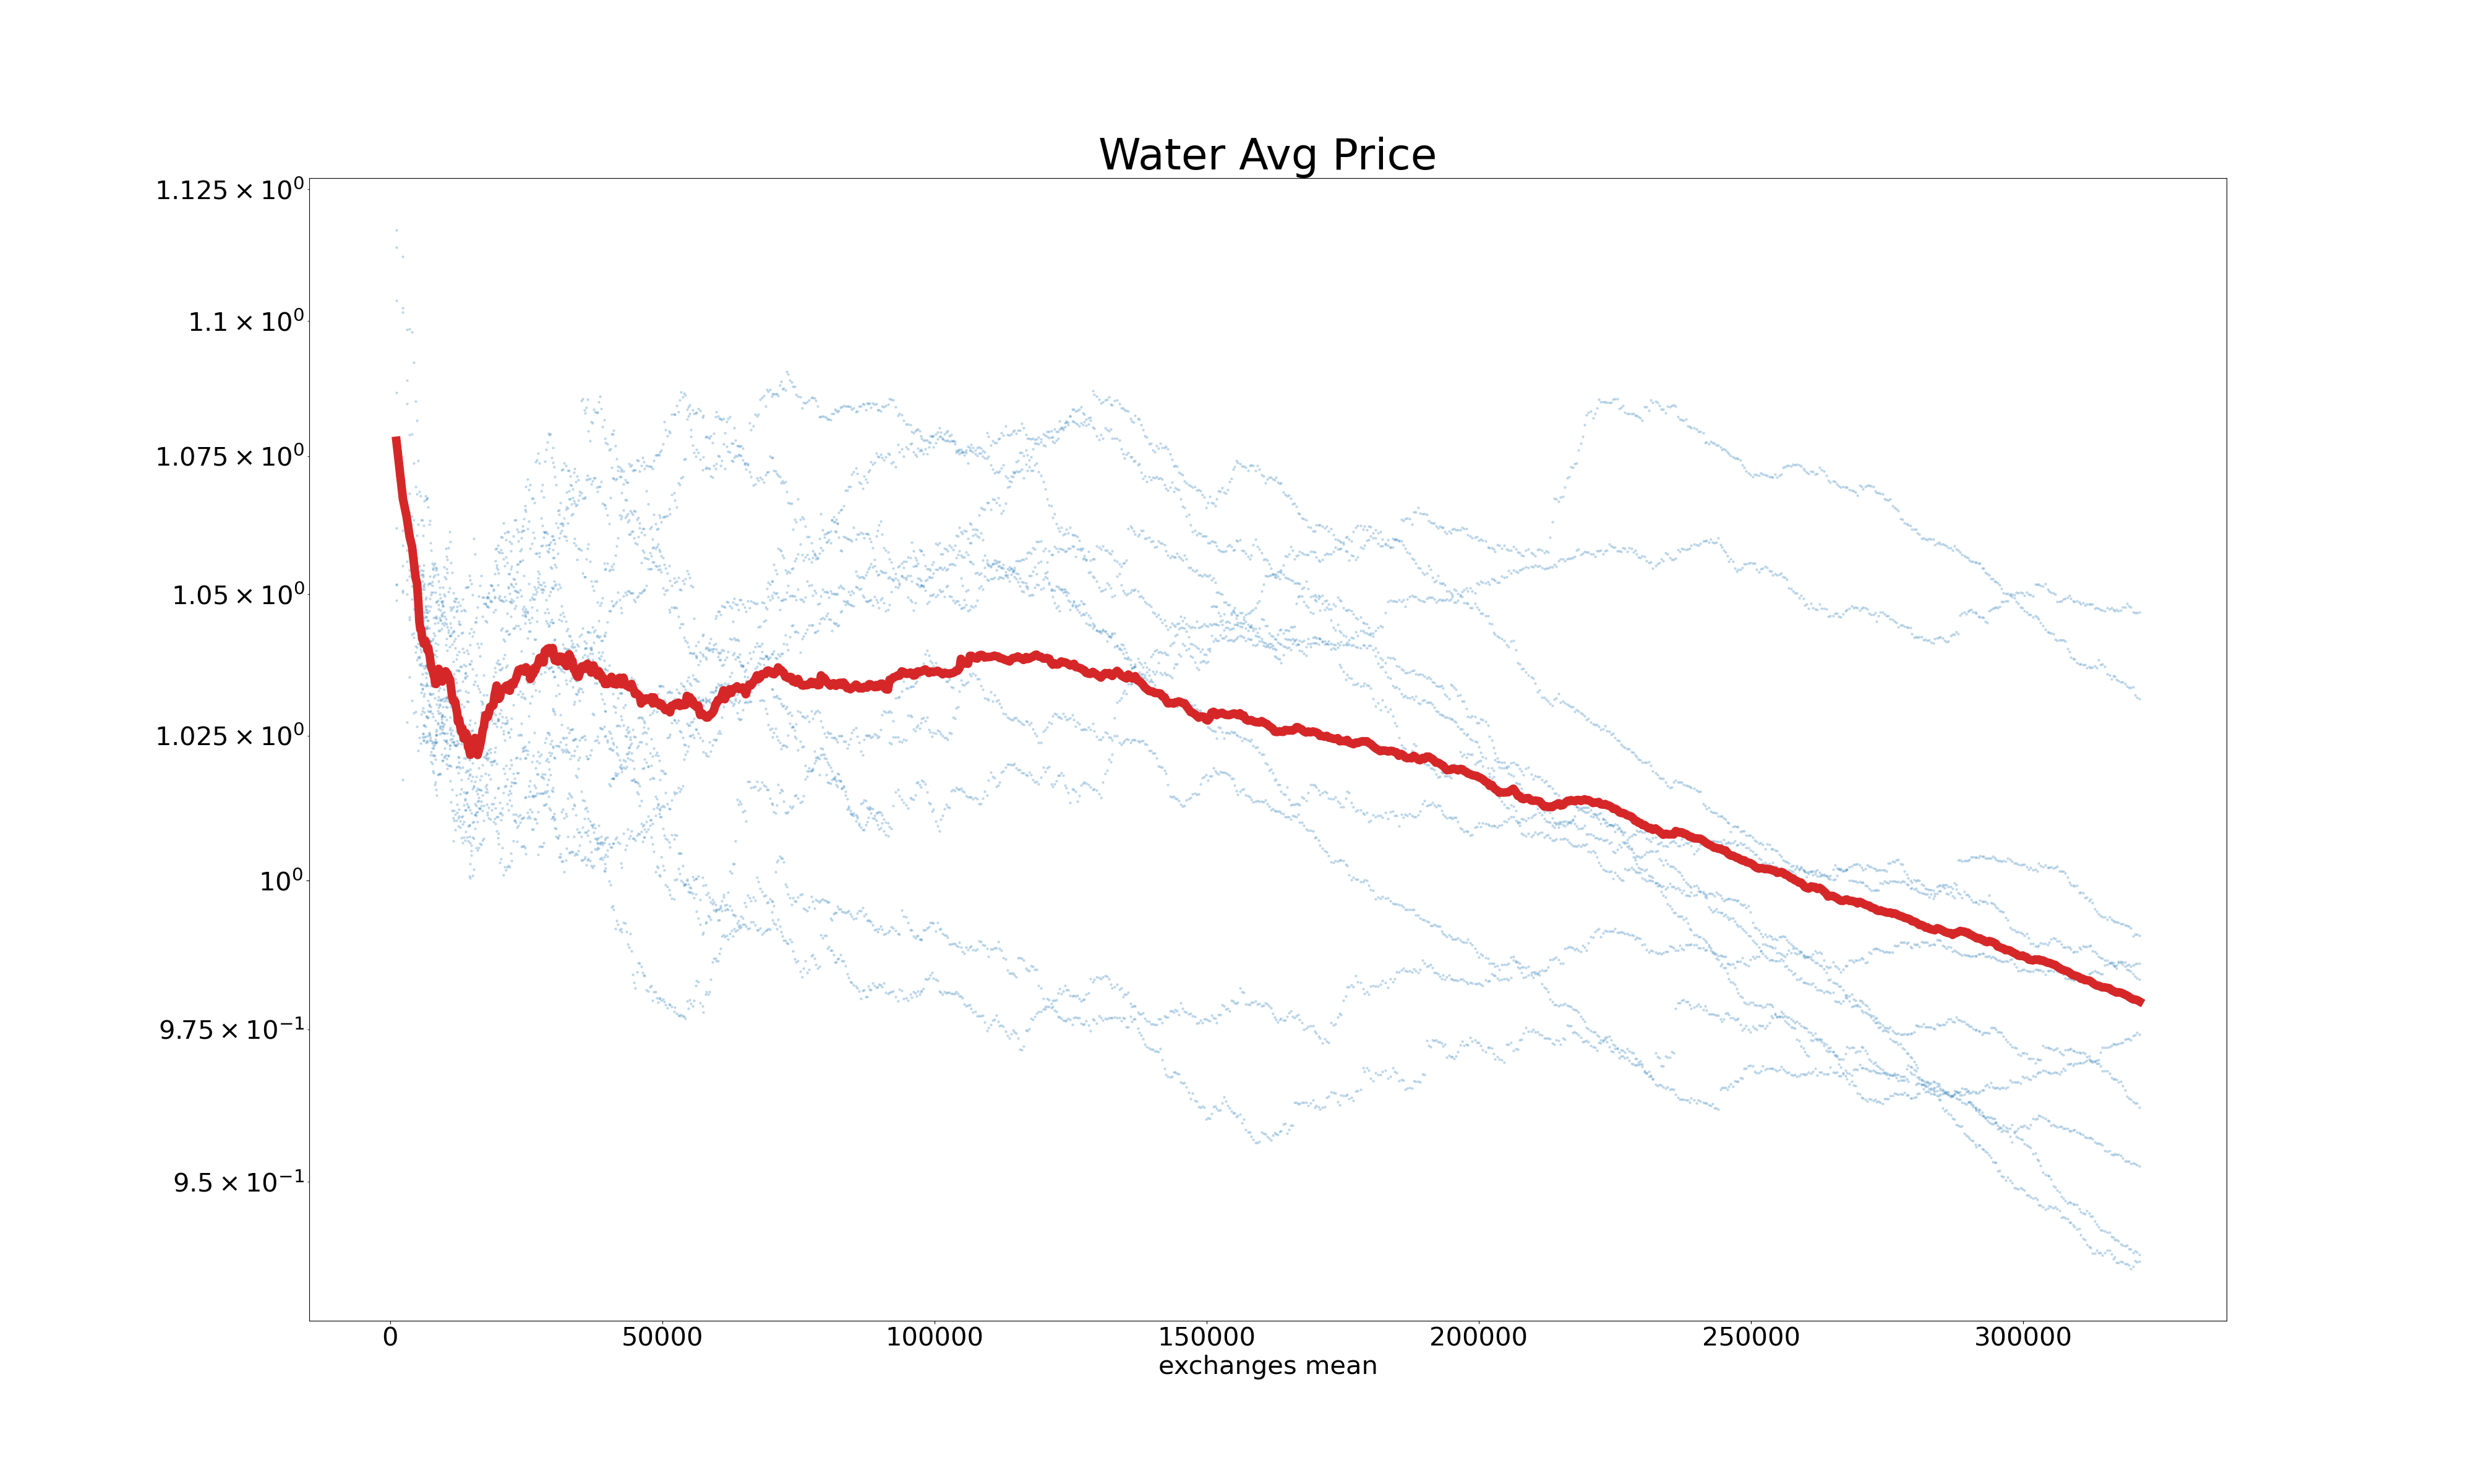 Water Avg Price
1.125 × 10⁰
1.1 × 10⁰
1.075 × 10⁰
1.05 × 10⁰
1.025 × 10⁰
10⁰
9.75 × 10⁻¹
9.5 × 10⁻¹
0 50000 100000 150000 200000 250000 300000
exchanges mean